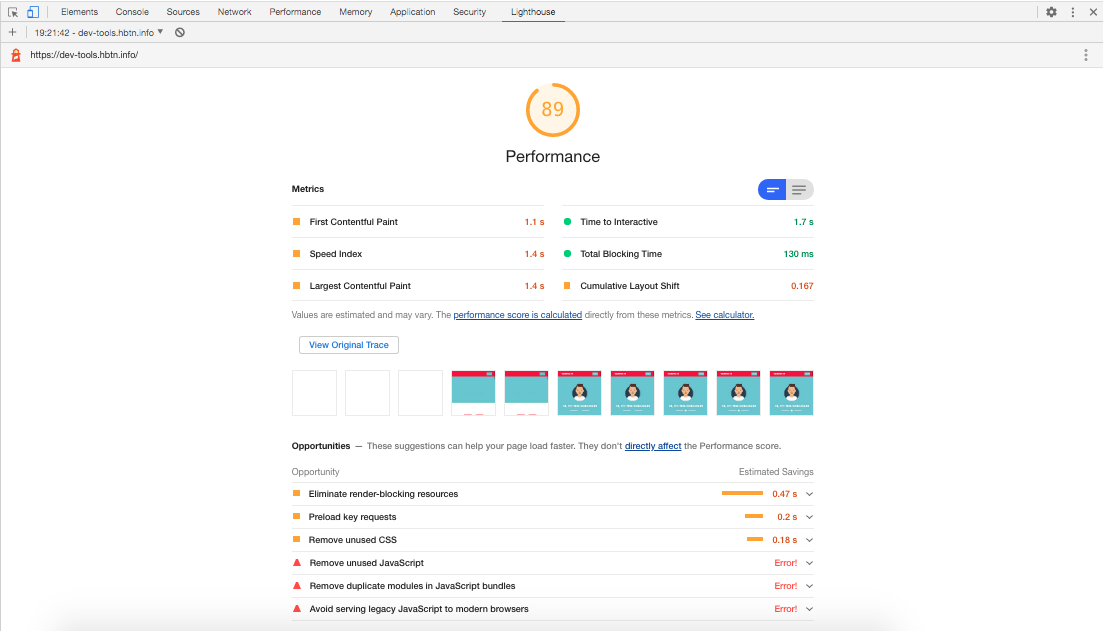 Elements Console Sources Network Performance Memory Application Security Lighthouse
19:21:42 - dev-tools.hbtn.info
https://dev-tools.hbtn.info/
89
Performance
Metrics
First Contentful Paint 1.1 s Time to Interactive 1.7 s
Speed Index 1.4 s Total Blocking Time 130 ms
Largest Contentful Paint 1.4 s Cumulative Layout Shift 0.167
Values are estimated and may vary. The performance score is calculated directly from these metrics. See calculator.
View Original Trace
Opportunities — These suggestions can help your page load faster. They don't directly affect the Performance score.
Opportunity Estimated Savings
Eliminate render-blocking resources 0.47 s
Preload key requests 0.2 s
Remove unused CSS 0.18 s
Remove unused JavaScript Error!
Remove duplicate modules in JavaScript bundles Error!
Avoid serving legacy JavaScript to modern browsers Error!